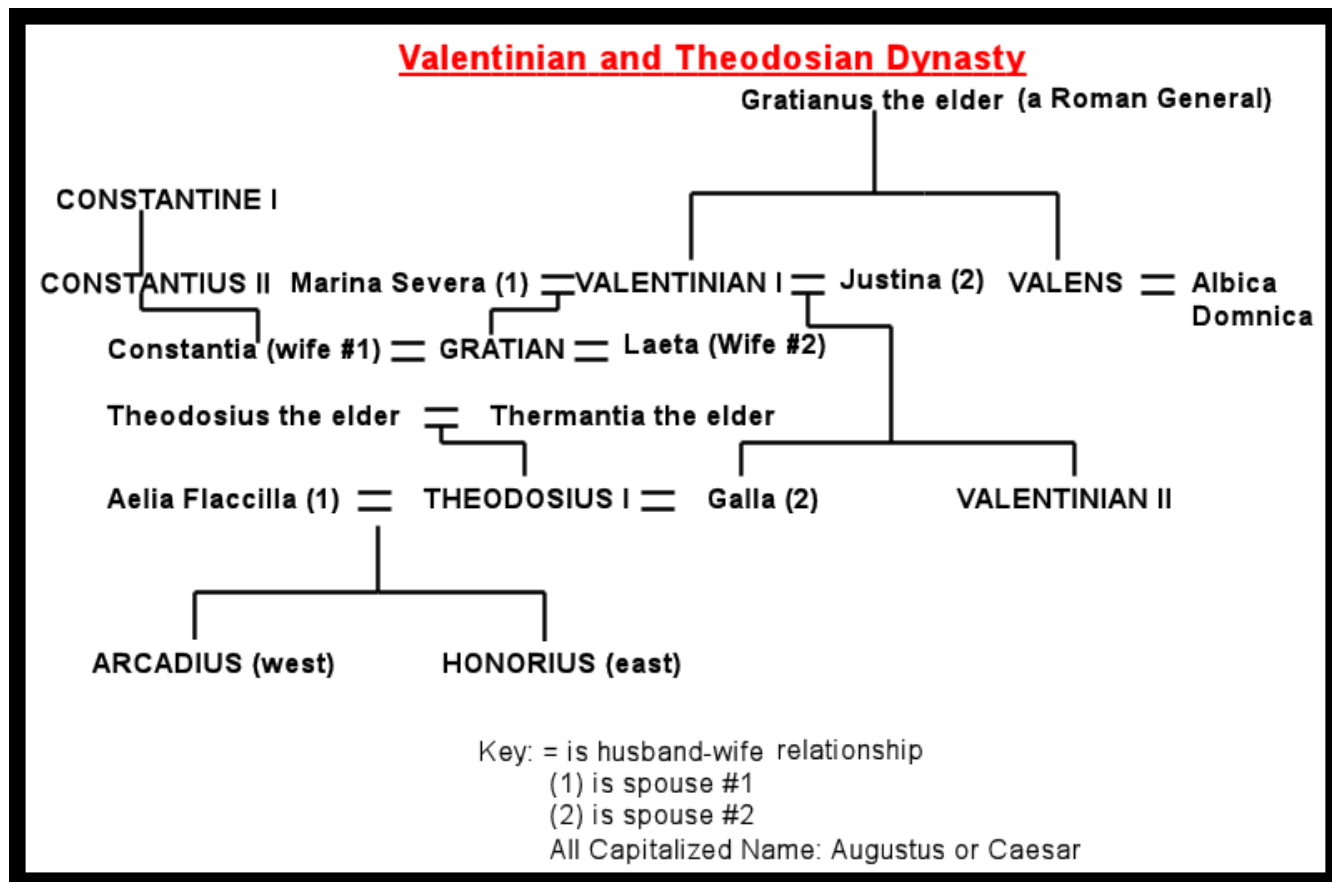 Valentinian and Theodosian Dynasty
Gratianus the elder (a Roman General)
CONSTANTINE I
CONSTANTIUS II Marina Severa (1) = VALENTINIAN I = Justina (2) VALENS = Albica
Domnica
Constantia (wife #1) = GRATIAN = Laeta (Wife #2)
Theodosius the elder = Thermantia the elder
Aelia Flaccilla (1) = THEODOSIUS I = Galla (2) VALENTINIAN II
ARCADIUS (west) HONORIUS (east)
Key: = is husband-wife relationship
(1) is spouse #1
(2) is spouse #2
All Capitalized Name: Augustus or Caesar